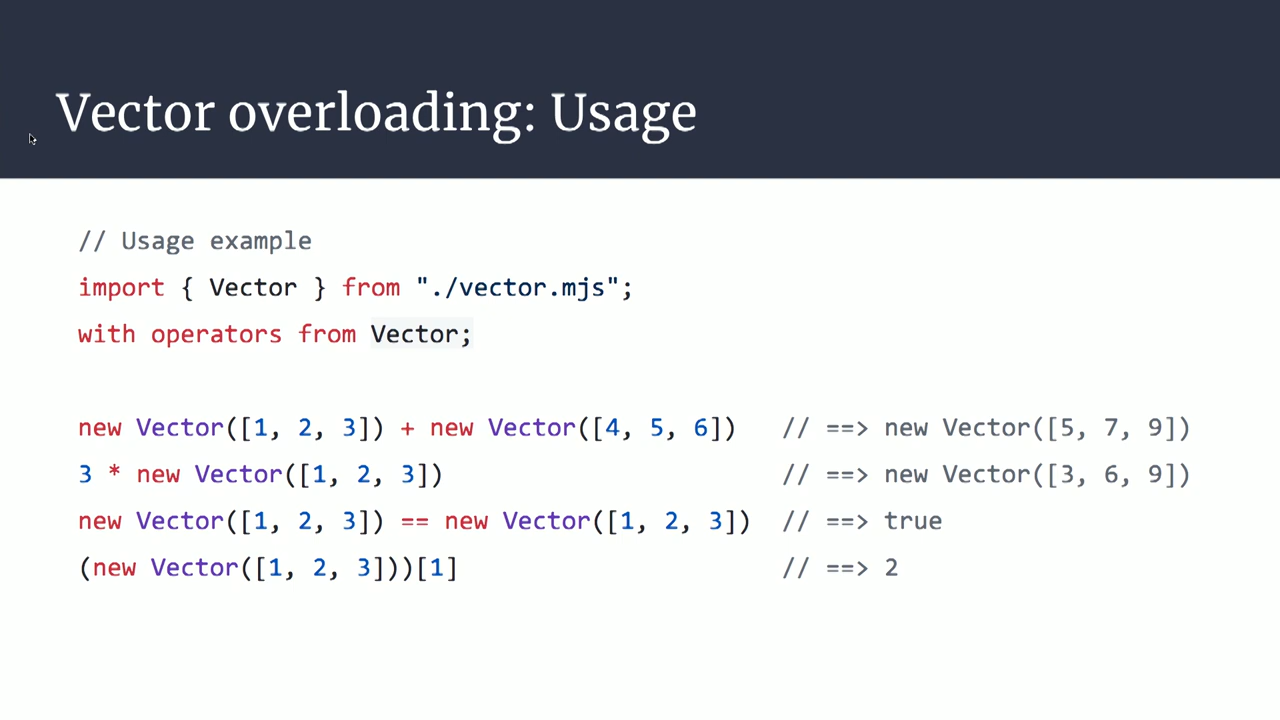 Vector overloading: Usage
// Usage example
import { Vector } from "./vector.mjs";
with operators from Vector;
new Vector([1, 2, 3]) + new Vector([4, 5, 6]) // ==> new Vector([5, 7, 9])
3 * new Vector([1, 2, 3]) // ==> new Vector([3, 6, 9])
new Vector([1, 2, 3]) == new Vector([1, 2, 3]) // ==> true
(new Vector([1, 2, 3]))[1] // ==> 2